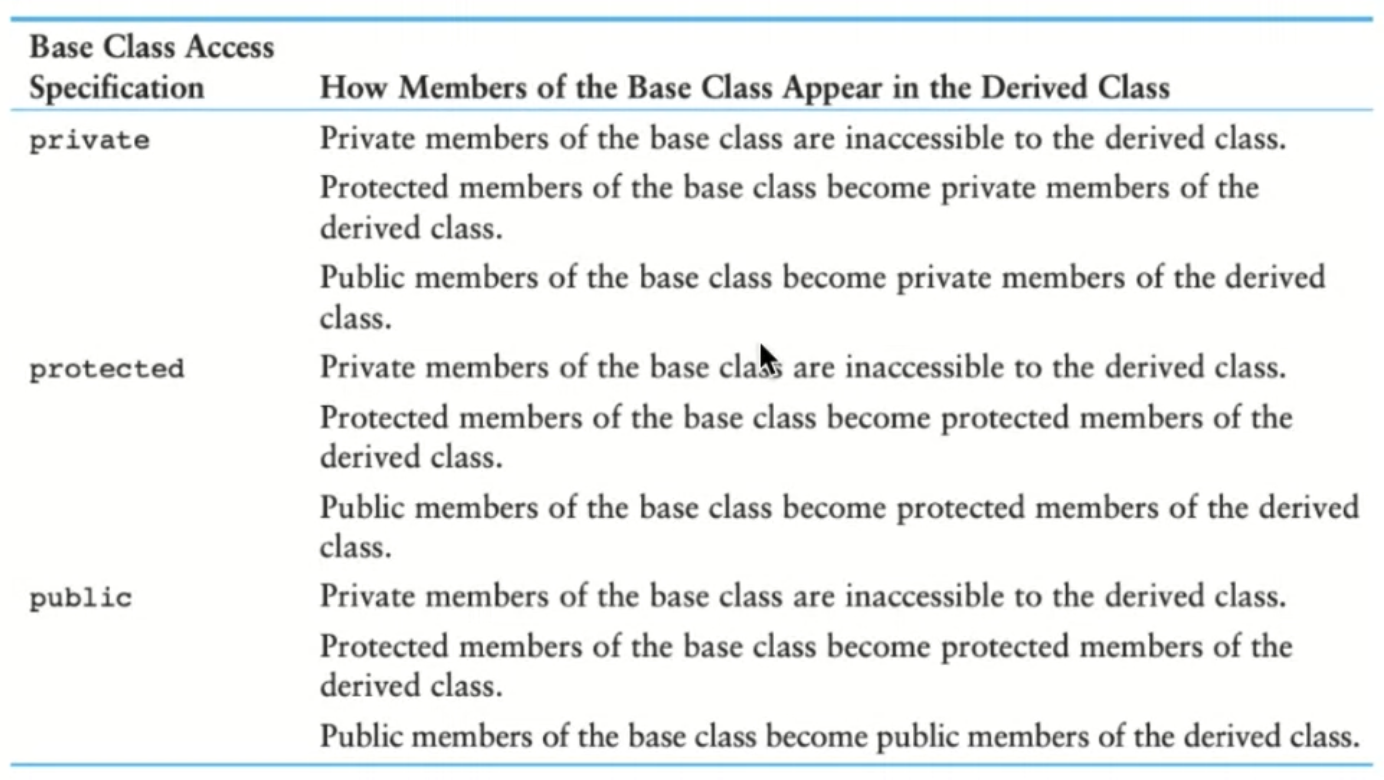 Base Class Access
Specification How Members of the Base Class Appear in the Derived Class
private Private members of the base class are inaccessible to the derived class.
Protected members of the base class become private members of the
derived class.
Public members of the base class become private members of the derived
class.
protected Private members of the base class are inaccessible to the derived class.
Protected members of the base class become protected members of the
derived class.
Public members of the base class become protected members of the derived
class.
public Private members of the base class are inaccessible to the derived class.
Protected members of the base class become protected members of the
derived class.
Public members of the base class become public members of the derived class.